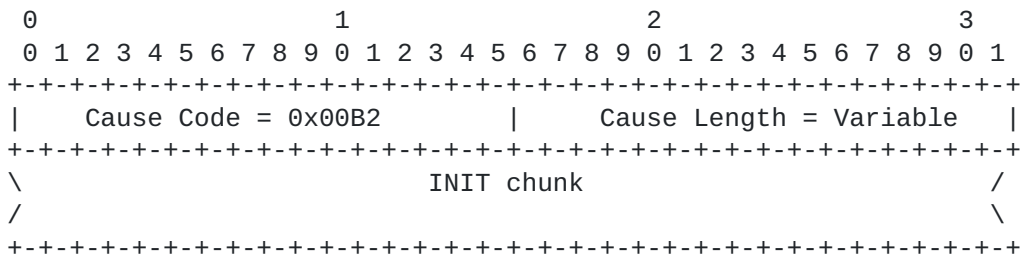 0                   1                   2                   3
 0 1 2 3 4 5 6 7 8 9 0 1 2 3 4 5 6 7 8 9 0 1 2 3 4 5 6 7 8 9 0 1
+-+-+-+-+-+-+-+-+-+-+-+-+-+-+-+-+-+-+-+-+-+-+-+-+-+-+-+-+-+-+-+-+
|    Cause Code = 0x00B2        |     Cause Length = Variable   |
+-+-+-+-+-+-+-+-+-+-+-+-+-+-+-+-+-+-+-+-+-+-+-+-+-+-+-+-+-+-+-+-+
\                          INIT chunk                          /
/                                                              \
+-+-+-+-+-+-+-+-+-+-+-+-+-+-+-+-+-+-+-+-+-+-+-+-+-+-+-+-+-+-+-+-+